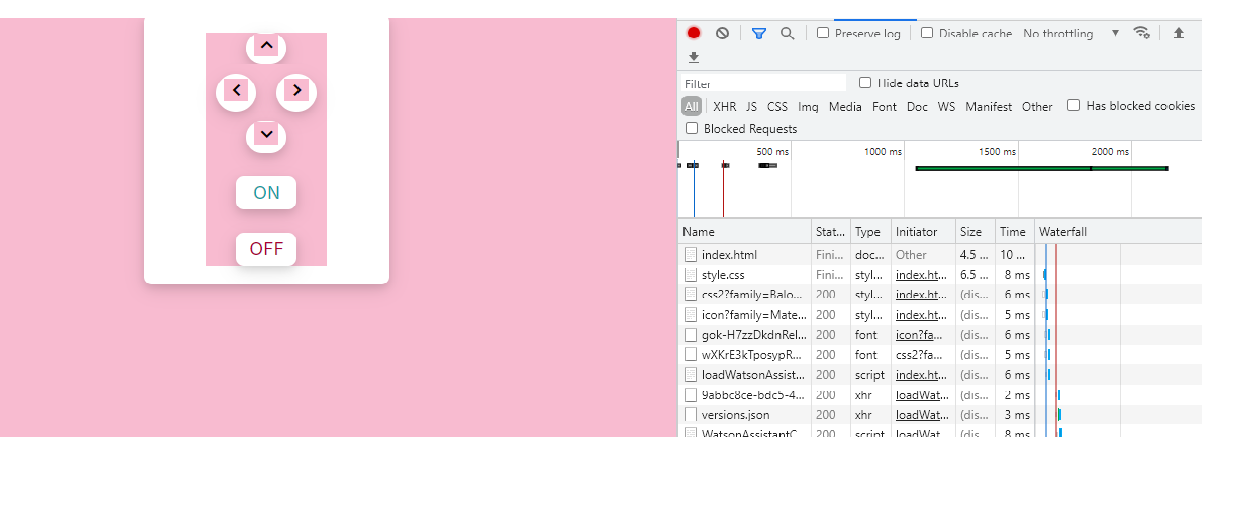 ON
OFF
Preserve log Disable cache No throttling
Filter Hide data URLs
All XHR JS CSS Img Media Font Doc WS Manifest Other Has blocked cookies
Blocked Requests
500 ms 1000 ms 1500 ms 2000 ms
Name Stat... Type Initiator Size Time Waterfall
index.html Fini... doc... Other 4.5 ... 10 ...
style.css Fini... styl... index.ht... 6.5 ... 8 ms
css2?family=Balo... 200 styl... index.ht... (dis... 6 ms
icon?family=Mate... 200 styl... index.ht... (dis... 5 ms
gok-H7zzDkdnRel... 200 font icon?fa... (dis... 6 ms
wXKrE3kTposypR... 200 font css2?fa... (dis... 5 ms
loadWatsonAssist... 200 script index.ht... (dis... 6 ms
9abbc8ce-bdc5-4... 200 xhr loadWat... (dis... 2 ms
versions.json 200 xhr loadWat... (dis... 3 ms
WatsonAssistantC... 200 script loadWat... (dis... 8 ms